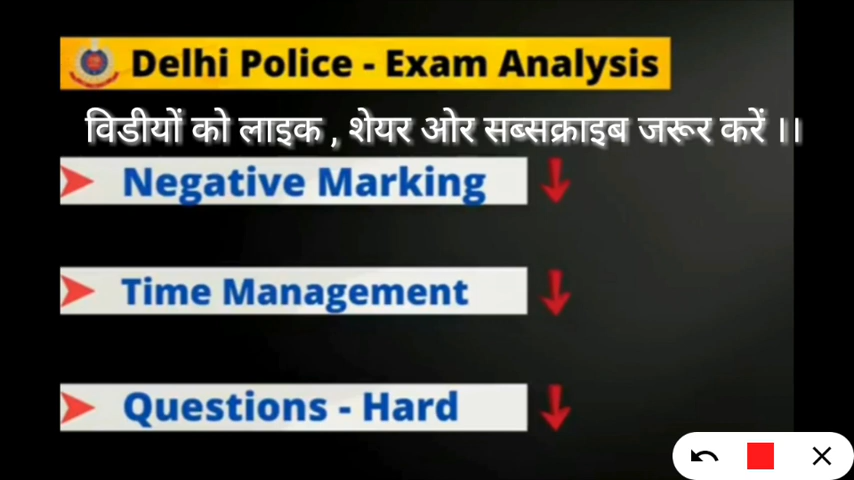 Delhi Police - Exam Analysis
विडीयों को लाइक , शेयर ओर सब्सक्राइब जरूर करें ।।
Negative Marking
Time Management
Questions - Hard